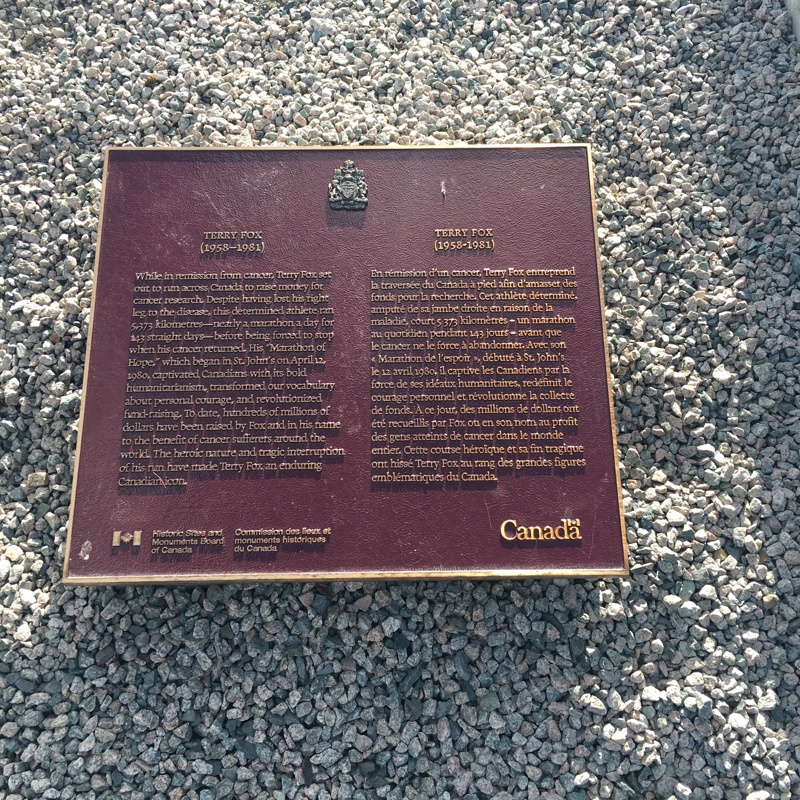 TERRY FOX
(1958–1981)
While in remission from cancer, Terry Fox set
out to run across Canada to raise money for
cancer research. Despite having lost his right
leg to the disease, this determined athlete ran
5,373 kilometres—nearly a marathon a day for
143 straight days—before being forced to stop
when his cancer returned. His "Marathon of
Hope," which began in St. John's on April 12,
1980, captivated Canadians with its bold
humanitarianism, transformed our vocabulary
about personal courage, and revolutionized
fund-raising. To date, hundreds of millions of
dollars have been raised by Fox and in his name
to the benefit of cancer sufferers around the
world. The heroic nature and tragic interruption
of his run have made Terry Fox an enduring
Canadian icon.
TERRY FOX
(1958-1981)
En rémission d'un cancer, Terry Fox entreprend
la traversée du Canada à pied afin d'amasser des
fonds pour la recherche. Cet athlète déterminé,
amputé de sa jambe droite en raison de la
maladie, court 5 373 kilomètres – un marathon
au quotidien pendant 143 jours – avant que
le cancer ne le force à abandonner. Avec son
« Marathon de l'espoir », débuté à St. John's
le 12 avril 1980, il captive les Canadiens par la
force de ses idéaux humanitaires, redéfinit le
courage personnel et révolutionne la collecte
de fonds. À ce jour, des millions de dollars ont
été recueillis par Fox ou en son nom au profit
des gens atteints de cancer dans le monde
entier. Cette course héroïque et sa fin tragique
ont hissé Terry Fox au rang des grandes figures
emblématiques du Canada.
Historic Sites and
Monuments Board
of Canada
Commission des lieux et
monuments historiques
du Canada
Canada